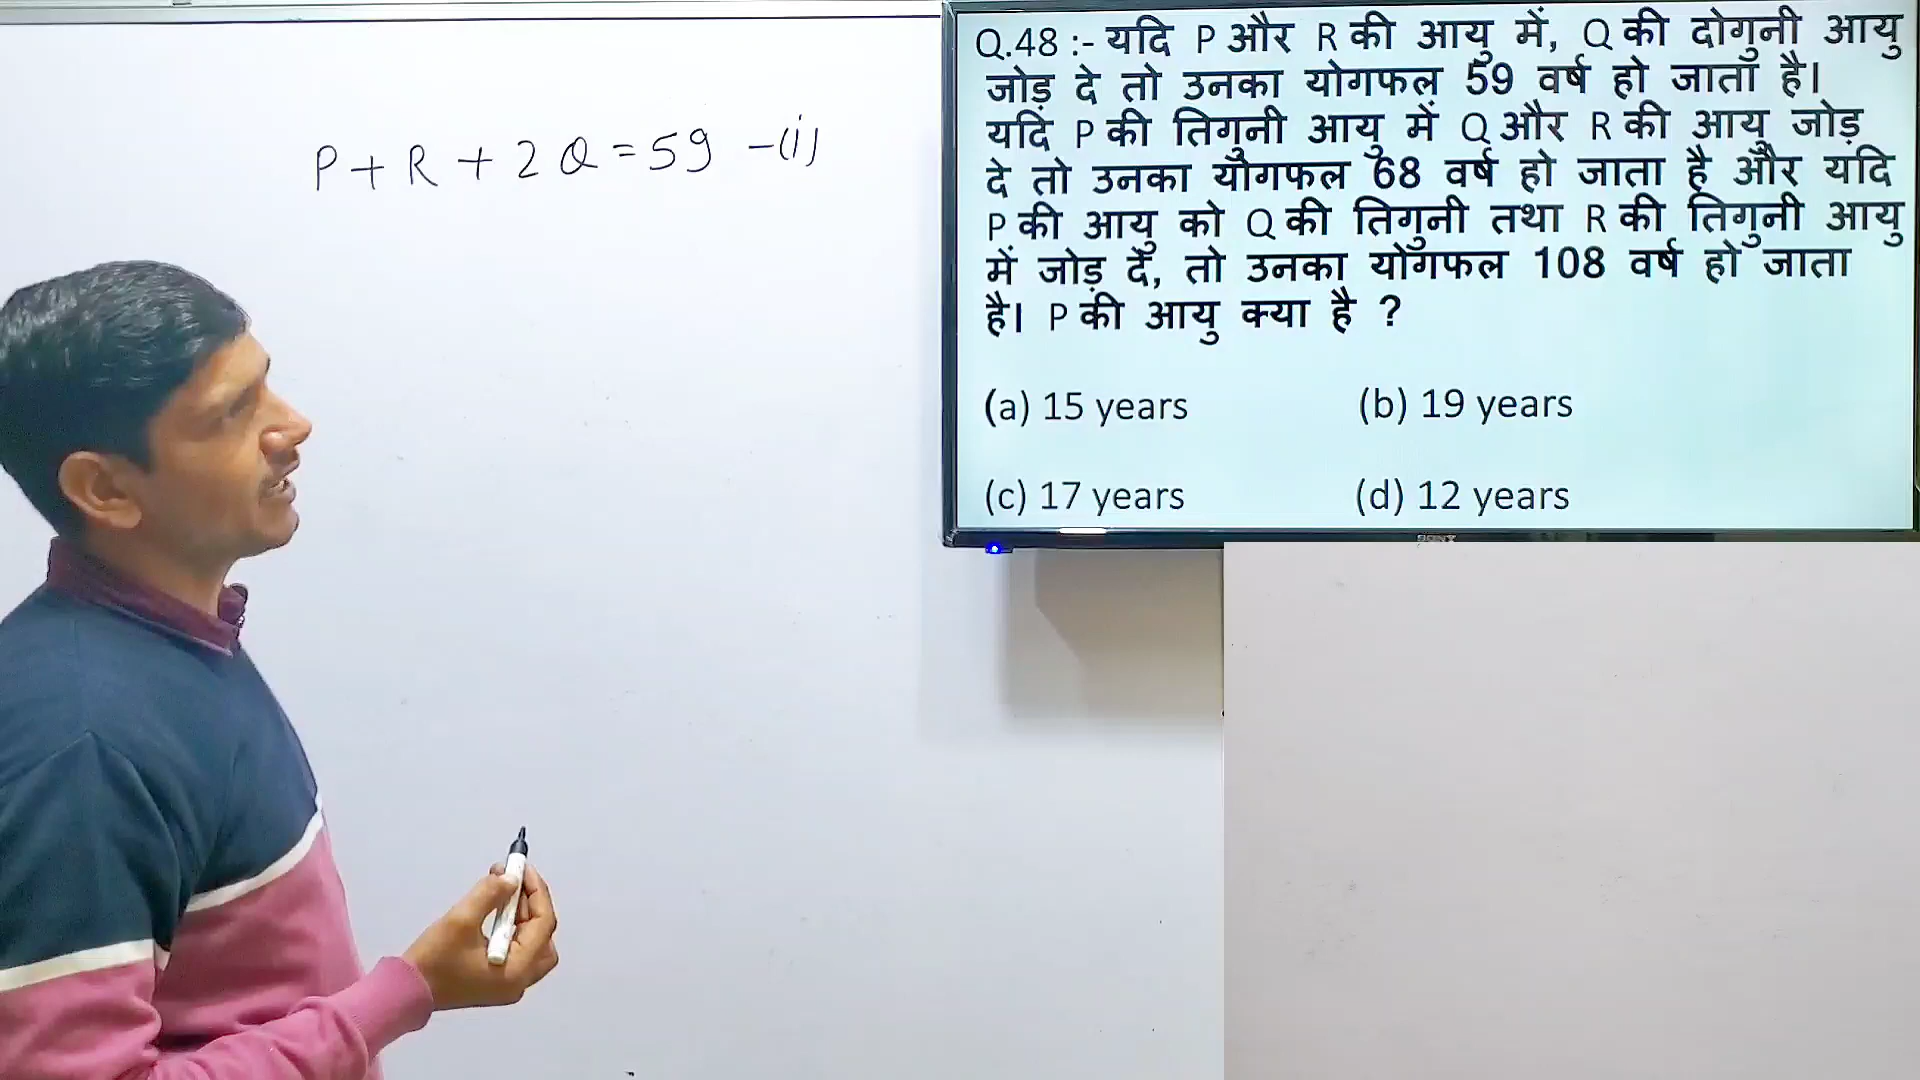 P + R + 2Q = 59 -(i)
Q.48 :- यदि P और R की आयु में, Q की दोगुनी आयु
जोड़ दे तो उनका योगफल 59 वर्ष हो जाता है।
यदि P की तिगुनी आयु में Q और R की आयु जोड़
दे तो उनका योगफल 68 वर्ष हो जाता है और यदि
P की आयु को Q की तिगुनी तथा R की तिगुनी आयु
में जोड़ दें, तो उनका योगफल 108 वर्ष हो जाता
है। P की आयु क्या है ?
(a) 15 years (b) 19 years
(c) 17 years (d) 12 years
SONY